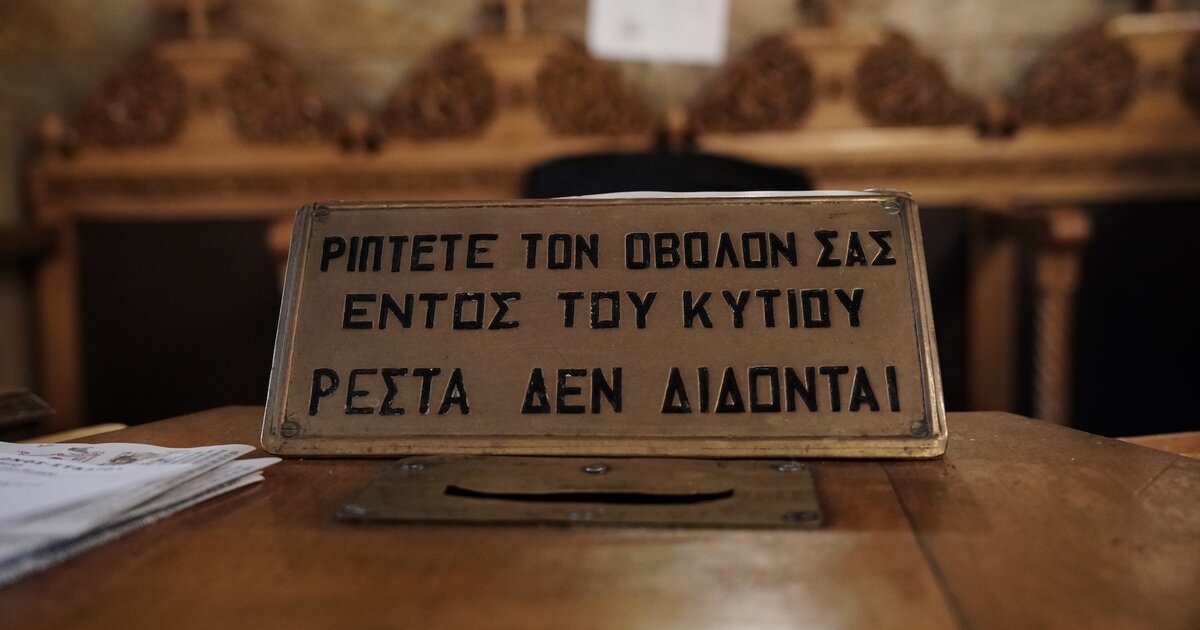 ΡΙΠΤΕΤΕ ΤΟΝ ΟΒΟΛΟΝ ΣΑΣ
ΕΝΤΟΣ ΤΟΥ ΚΥΤΙΟΥ
ΡΕΣΤΑ ΔΕΝ ΔΙΔΟΝΤΑΙ